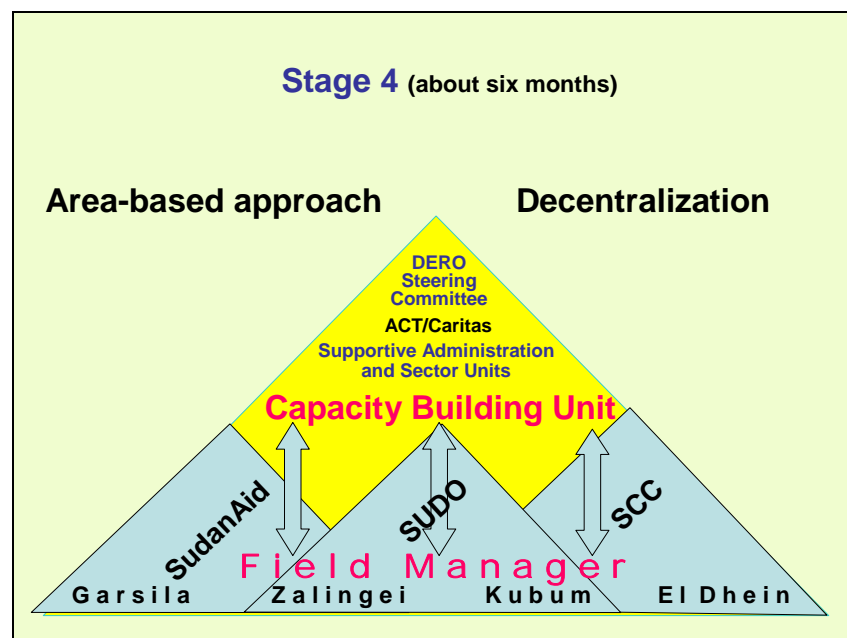 Stage 4 (about six months)
Area-based approach
Decentralization
DERO
Steering
Committee
ACT/Caritas
Supportive Administration
and Sector Units
Capacity Building Unit
SudanAid
SUDO
SCC
Field Manager
Garsila
Zalingei
Kubum
El Dhein